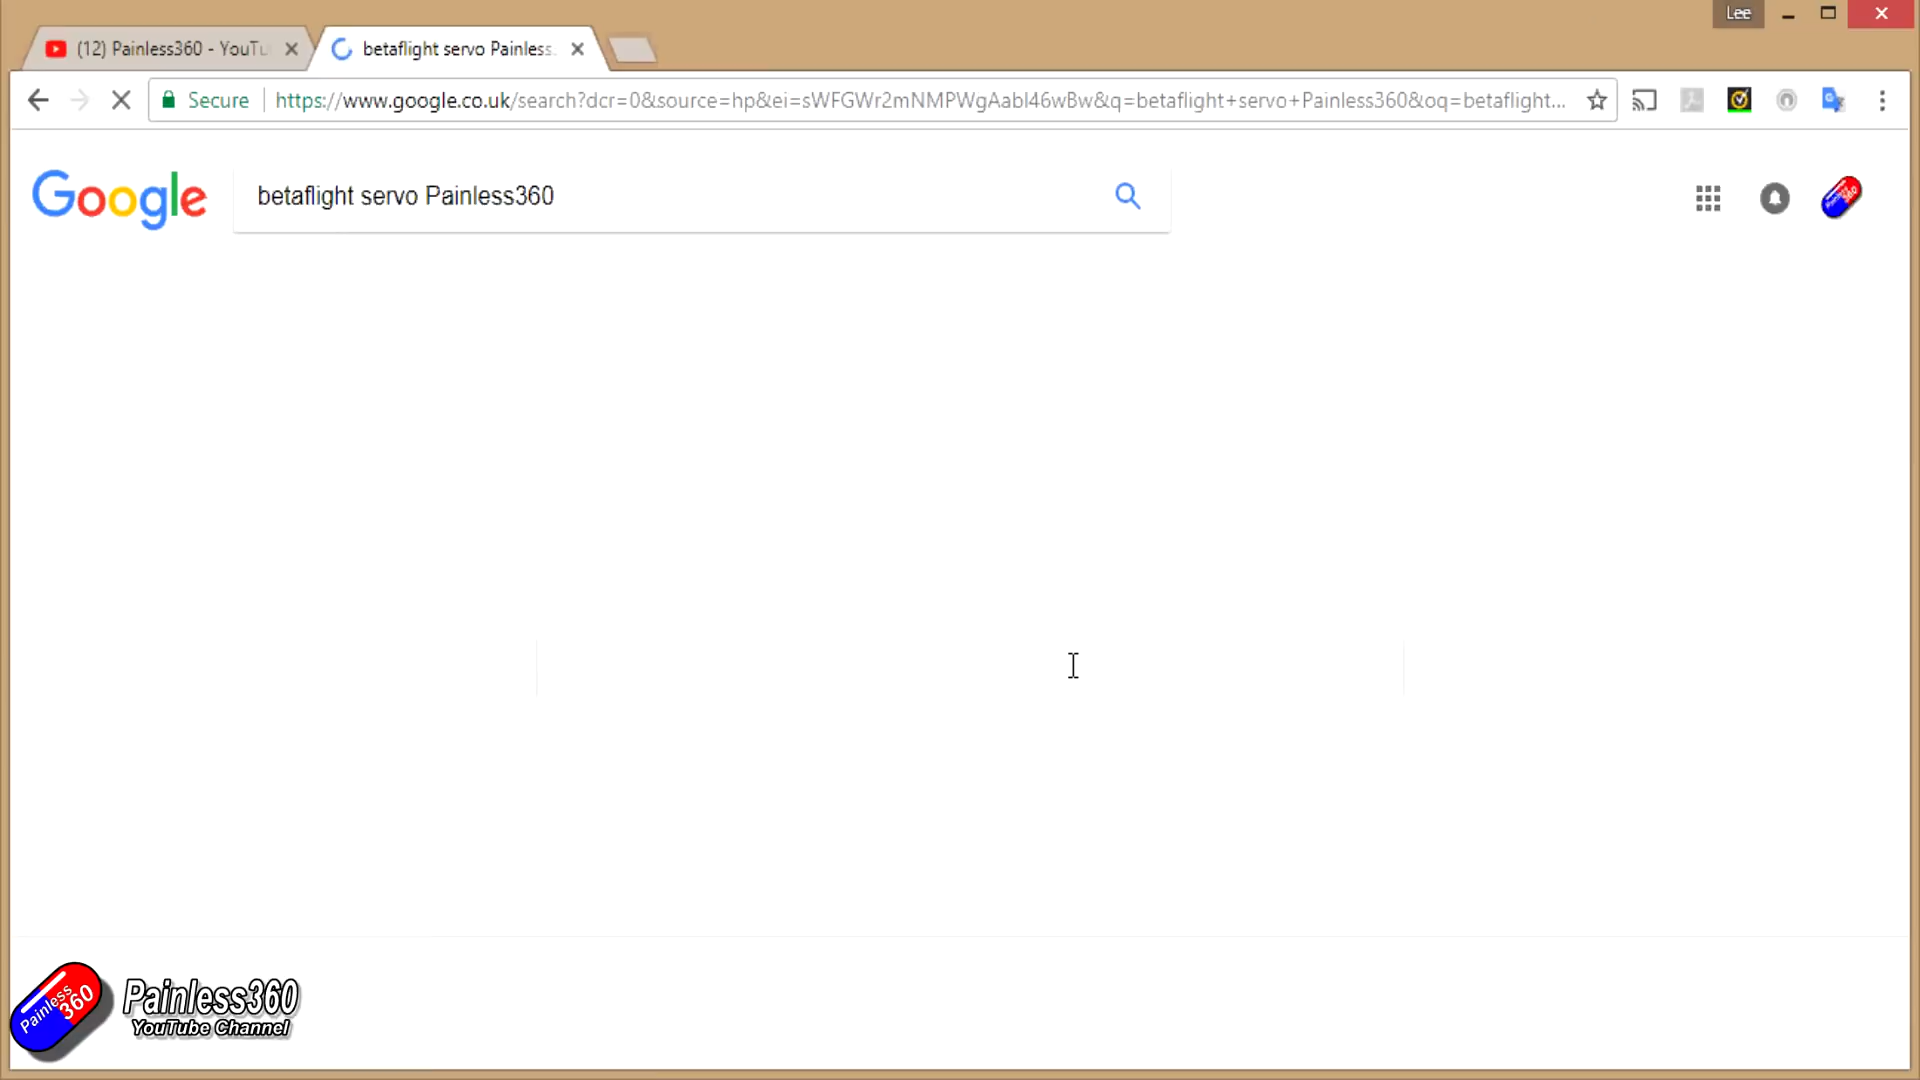 Lee
(12) Painless360 - YouTu
betaflight servo Painless
Secure
https://www.google.co.uk/search?dcr=0&source=hp&ei=sWFGWr2mNMPWgAabl46wBw&q=betaflight+servo+Painless360&oq=betaflight...
Google
betaflight servo Painless360
Painless
360
Painless360
YouTube Channel